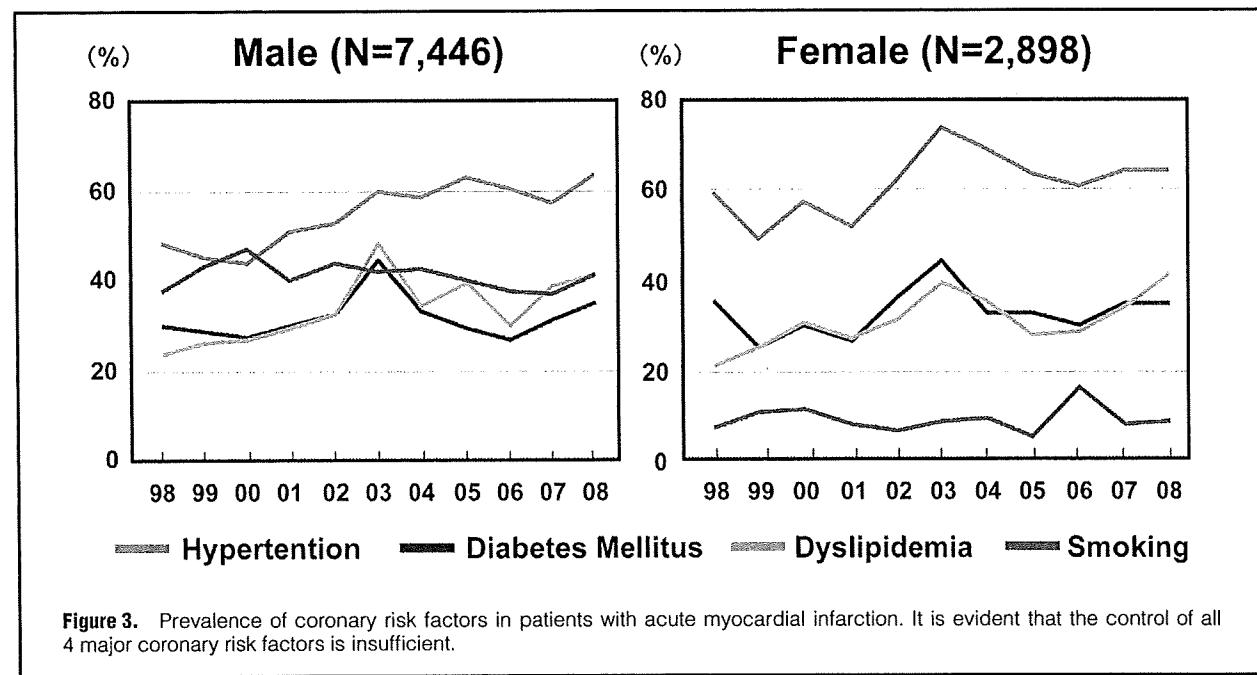 (%) Male (N=7,446)
80
60
40
20
0
98 99 00 01 02 03 04 05 06 07 08
(%) Female (N=2,898)
80
60
40
20
0
98 99 00 01 02 03 04 05 06 07 08
Hypertention Diabetes Mellitus Dyslipidemia Smoking
Figure 3. Prevalence of coronary risk factors in patients with acute myocardial infarction. It is evident that the control of all
4 major coronary risk factors is insufficient.